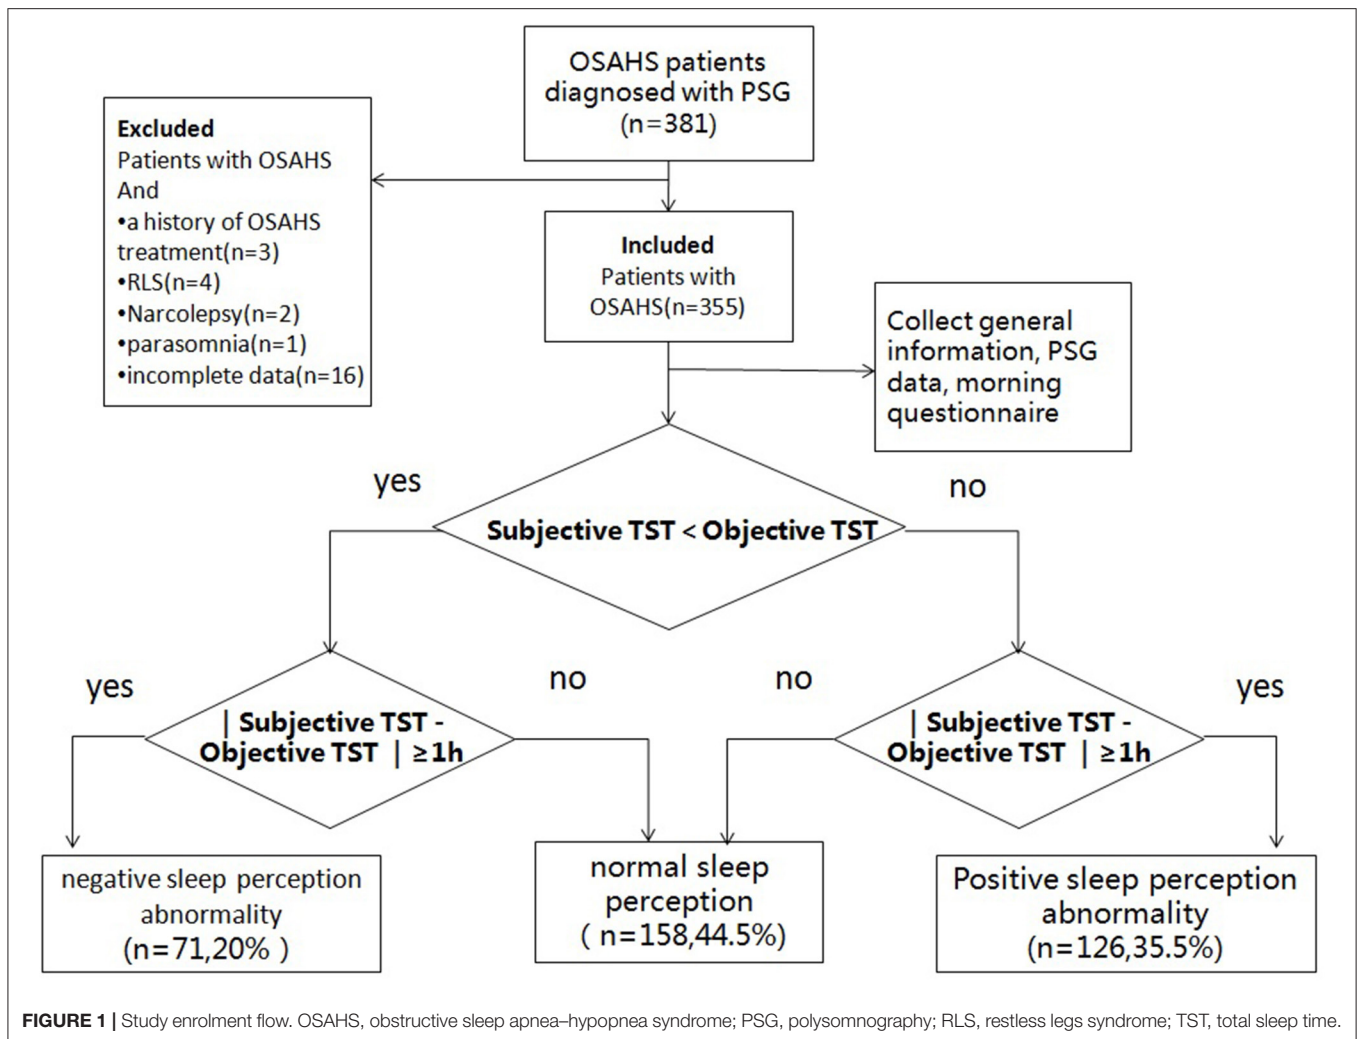 OSAHS patients
diagnosed with PSG
(n=381)
Excluded
Patients with OSAHS
And
•a history of OSAHS
treatment(n=3)
•RLS(n=4)
•Narcolepsy(n=2)
•parasomnia(n=1)
•incomplete data(n=16)
Included
Patients with
OSAHS(n=355)
Collect general
information, PSG
data, morning
questionnaire
yes
no
Subjective TST < Objective TST
yes
no
no
yes
| Subjective TST -
Objective TST | ≥1h
| Subjective TST -
Objective TST | ≥1h
negative sleep perception
abnormality
(n=71,20% )
normal sleep
perception
( n=158,44.5%)
Positive sleep perception
abnormality
(n=126,35.5%)
FIGURE 1 | Study enrolment flow. OSAHS, obstructive sleep apnea–hypopnea syndrome; PSG, polysomnography; RLS, restless legs syndrome; TST, total sleep time.